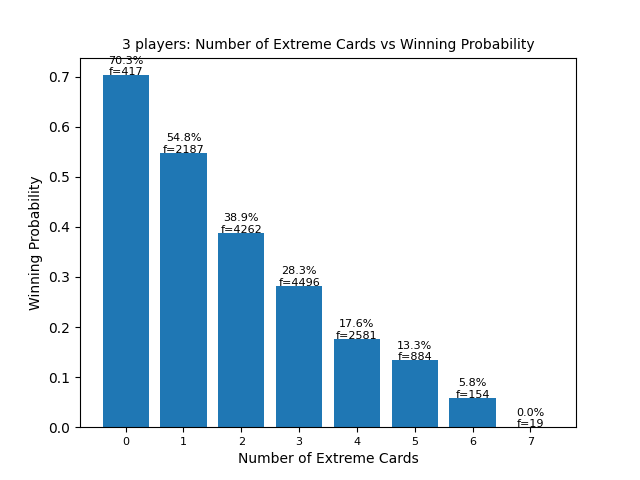 3 players: Number of Extreme Cards vs Winning Probability
70.3%
f=417
54.8%
f=2187
38.9%
f=4262
28.3%
f=4496
17.6%
f=2581
13.3%
f=884
5.8%
f=154
0.0%
f=19
0.7
0.6
0.5
0.4
0.3
0.2
0.1
0.0
Winning Probability
0 1 2 3 4 5 6 7
Number of Extreme Cards